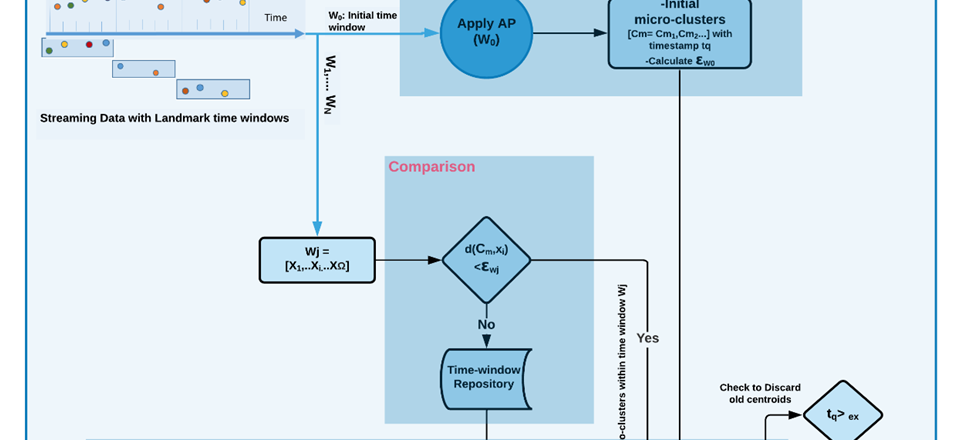 Time
W₀: Initial time
window
Apply AP
(W₀)
-Initial
micro-clusters
[Cm= Cm₁,Cm₂...] with
timestamp tq
-Calculate ƐW0
W₁,.... W_N
Streaming Data with Landmark time windows
Comparison
Wj =
[X₁,..Xᵢ,..XΩ]
d(Cₘ,xᵢ)
<Ɛwj
No
Yes
Time-window
Repository
o-clusters within time window Wj
Check to Discard
old centroids
tq> ex